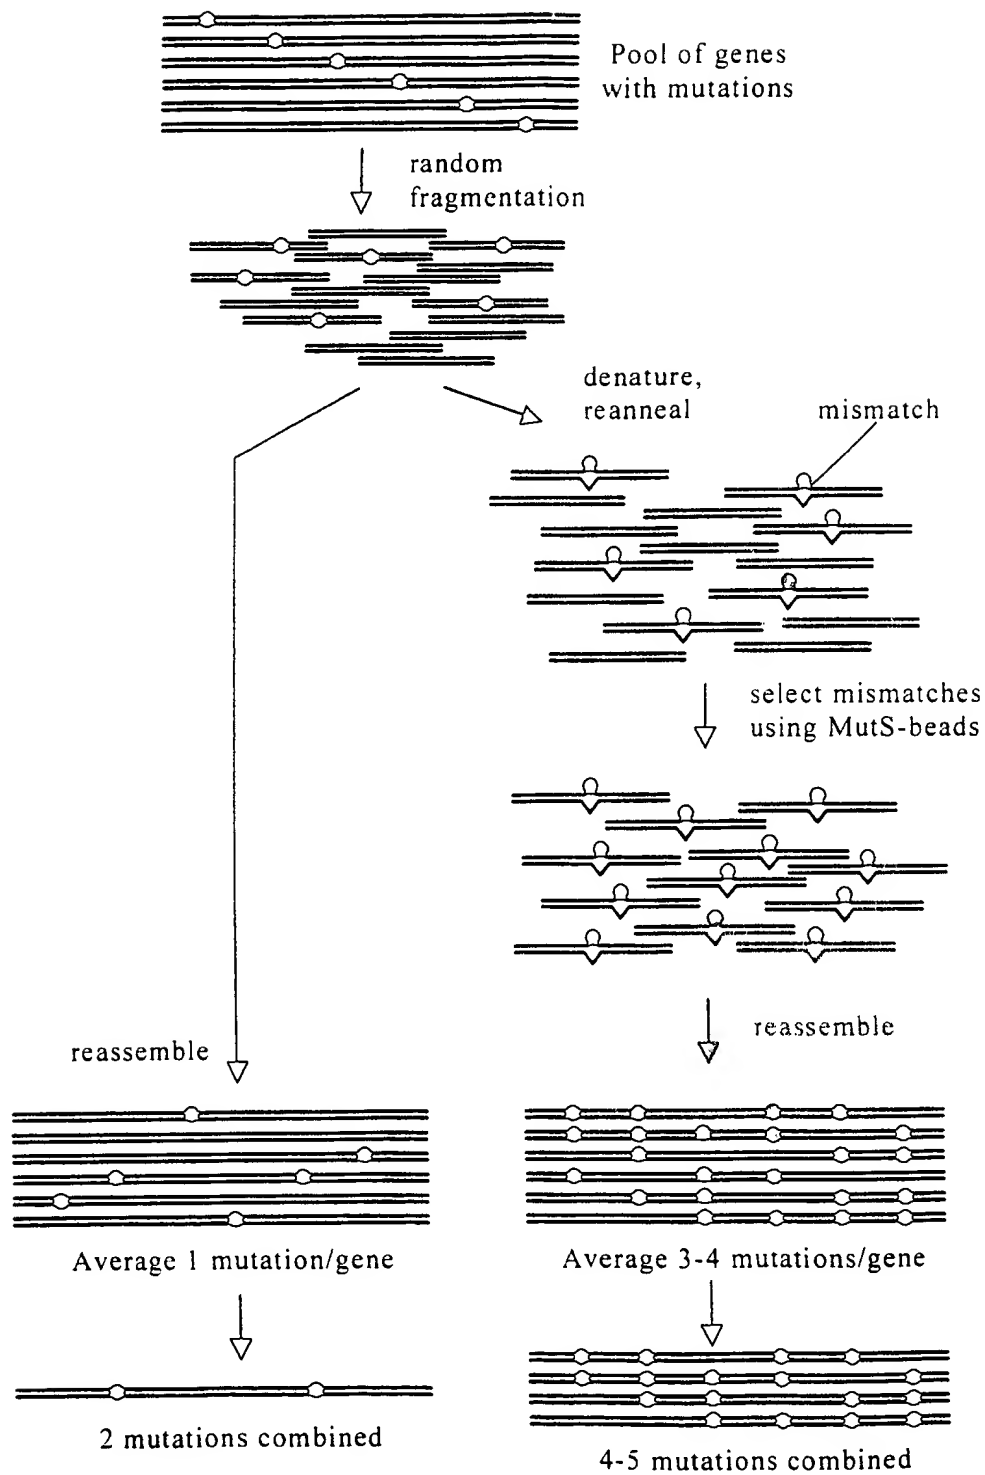 Pool of genes
with mutations
random
fragmentation
denature,
reanneal
mismatch
select mismatches
using MutS-beads
reassemble
reassemble
Average 1 mutation/gene
Average 3-4 mutations/gene
2 mutations combined
4-5 mutations combined